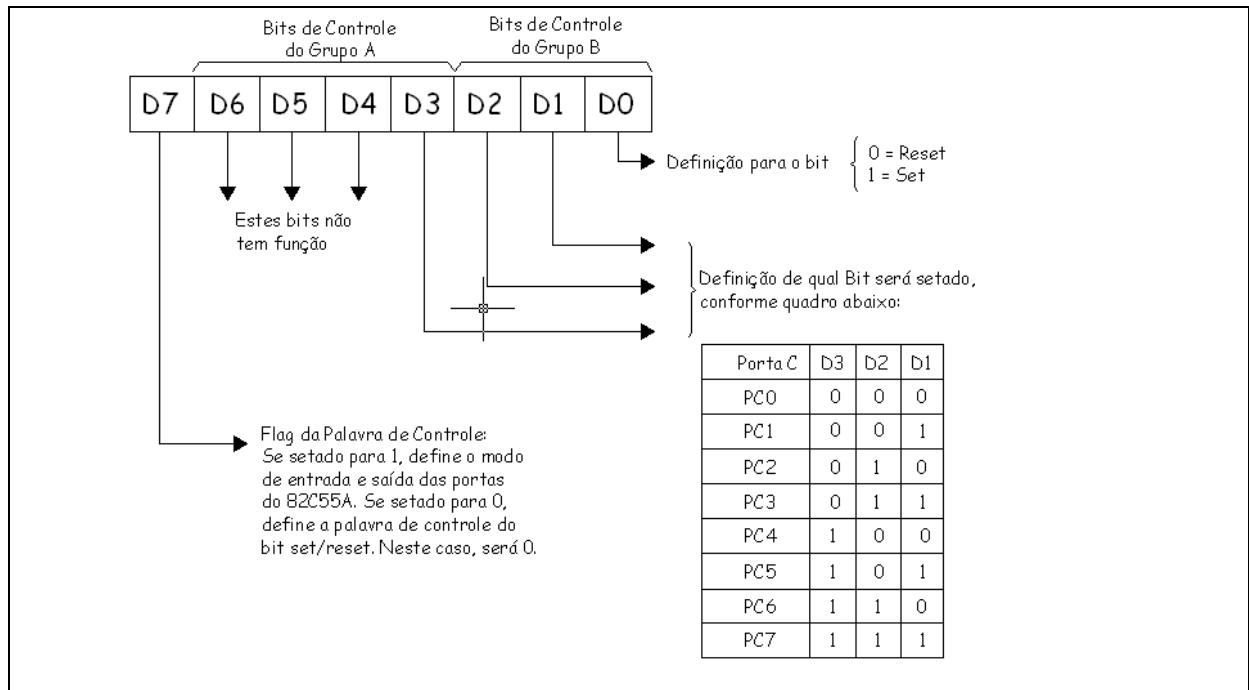 Bits de Controle
do Grupo A
Bits de Controle
do Grupo B
D7 D6 D5 D4 D3 D2 D1 D0
Definição para o bit
0 = Reset
1 = Set
Estes bits não
tem função
Definição de qual Bit será setado,
conforme quadro abaixo:
Porta C D3 D2 D1
PC0 0 0 0
PC1 0 0 1
PC2 0 1 0
PC3 0 1 1
PC4 1 0 0
PC5 1 0 1
PC6 1 1 0
PC7 1 1 1
Flag da Palavra de Controle:
Se setado para 1, define o modo
de entrada e saída das portas
do 82C55A. Se setado para 0,
define a palavra de controle do
bit set/reset. Neste caso, será 0.